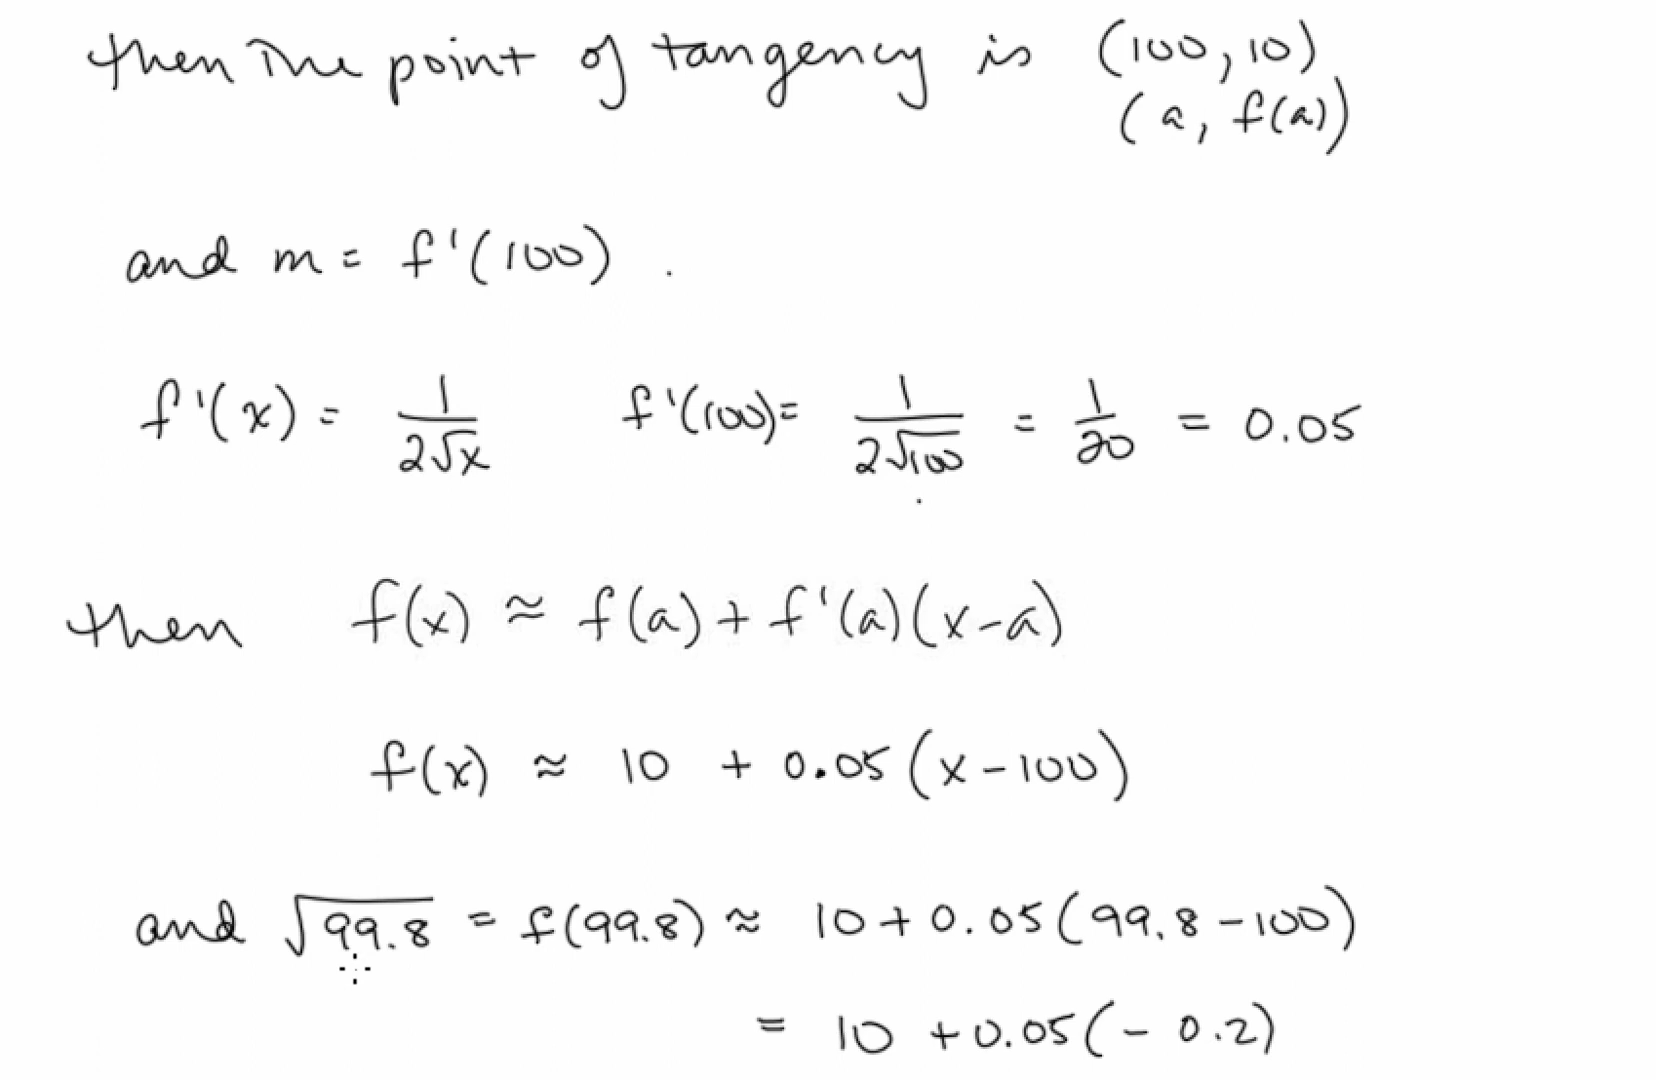 then the point of tangency is (100, 10)
(a, f(a))
and m = f'(100).
f'(x) = 1/(2√x)   f'(100) = 1/(2√100) = 1/20 = 0.05
then f(x) ≈ f(a) + f'(a)(x-a)
f(x) ≈ 10 + 0.05(x-100)
and √99.8 = f(99.8) ≈ 10 + 0.05(99.8-100)
= 10 + 0.05(-0.2)